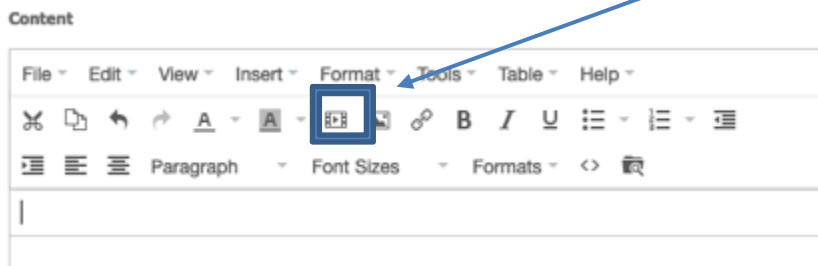 Content
File Edit View Insert Format Tools Table Help
A A B I U
Paragraph Font Sizes Formats <>